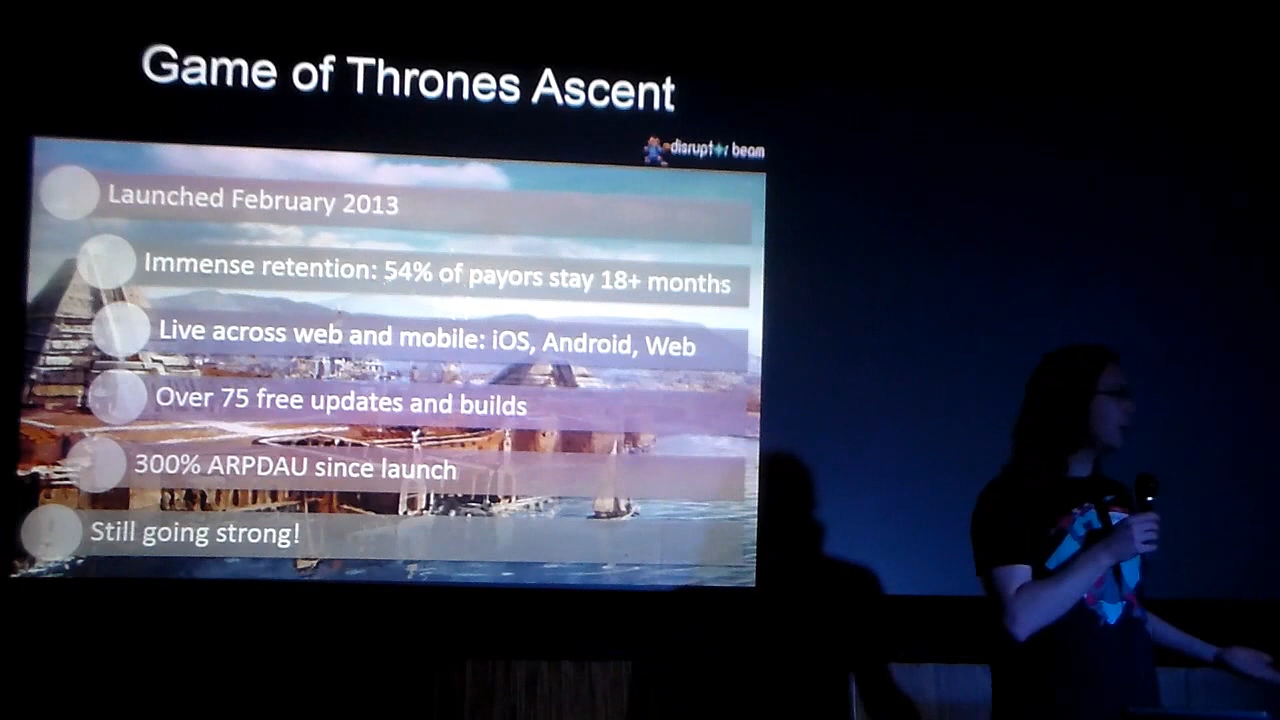 Game of Thrones Ascent
disruptor beam
Launched February 2013
Immense retention: 54% of payors stay 18+ months
Live across web and mobile: iOS, Android, Web
Over 75 free updates and builds
300% ARPDAU since launch
Still going strong!